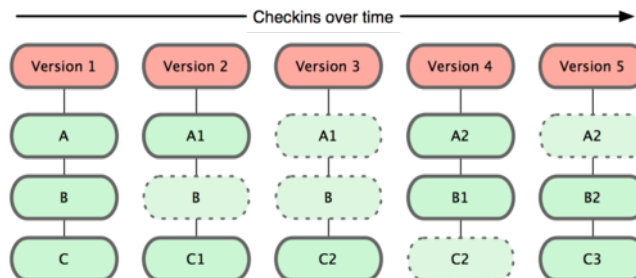 Checkins over time
Version 1 Version 2 Version 3 Version 4 Version 5
A A1 A1 A2 A2
B B B B1 B2
C C1 C2 C2 C3